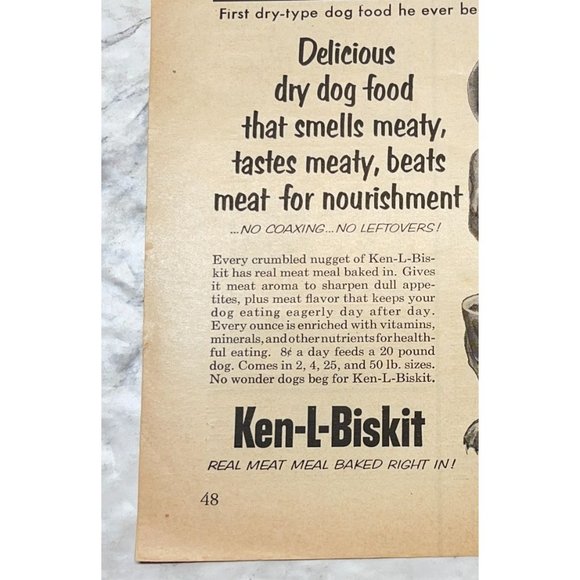 First dry-type dog food he ever be
Delicious
dry dog food
that smells meaty,
tastes meaty, beats
meat for nourishment
...NO COAXING...NO LEFTOVERS!
Every crumbled nugget of Ken-L-Bis-
kit has real meat meal baked in. Gives
it meat aroma to sharpen dull appe-
tites, plus meat flavor that keeps your
dog eating eagerly day after day.
Every ounce is enriched with vitamins,
minerals, and other nutrients for health-
ful eating. 8¢ a day feeds a 20 pound
dog. Comes in 2, 4, 25, and 50 lb. sizes.
No wonder dogs beg for Ken-L-Biskit.
Ken-L-Biskit
REAL MEAT MEAL BAKED RIGHT IN!
48